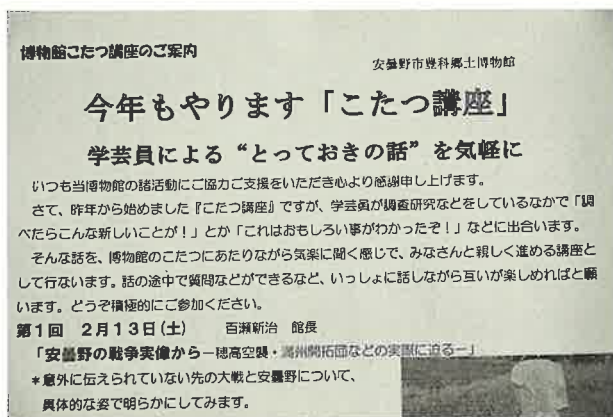 博物館こたつ講座のご案内
安曇野市豊科郷土博物館
今年もやります「こたつ講座」
学芸員による“とっておきの話”を気軽に
いつも当博物館の諸活動にご協力ご支援をいただき心より感謝申し上げます。
さて、昨年から始めました『こたつ講座』ですが、学芸員が調査研究などをしているなかで「調
べたらこんな新しいことが!」とか「これはおもしろい事がわかったぞ!」などに出合います。
そんな話を、博物館のこたつにあたりながら気楽に聞く感じで、みなさんと親しく進める講座と
して行ないます。話の途中で質問などができるなど、いっしょに話しながら互いが楽しめればと願
います。どうぞ積極的にご参加ください。
第1回 2月13日(土) 百瀬新治 館長
「安曇野の戦争実像から―穂高空襲・満州開拓団などの実際に迫る―」
*意外に伝えられていない先の大戦と安曇野について、
具体的な姿で明らかにしてみます。